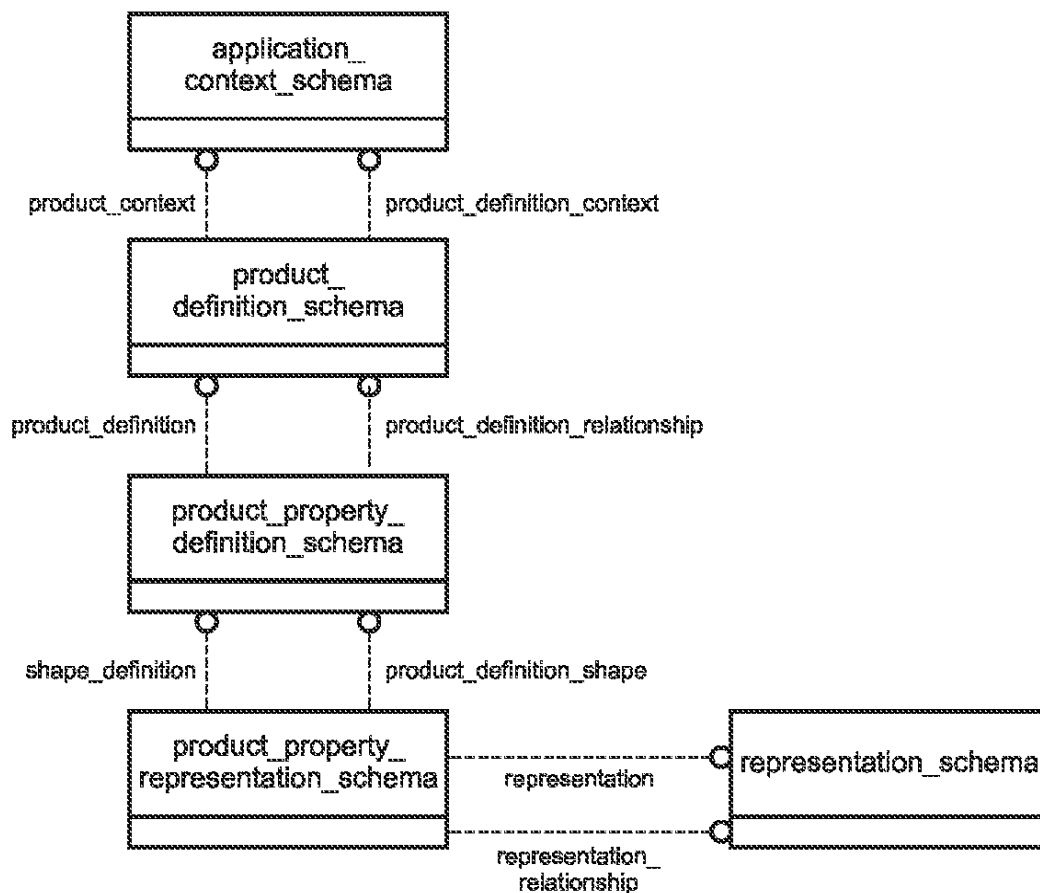 application_
context_schema
product_context
product_definition_context
product_
definition_schema
product_definition
product_definition_relationship
product_property_
definition_schema
shape_definition
product_definition_shape
product_property_
representation_schema
representation
representation_schema
representation_
relationship